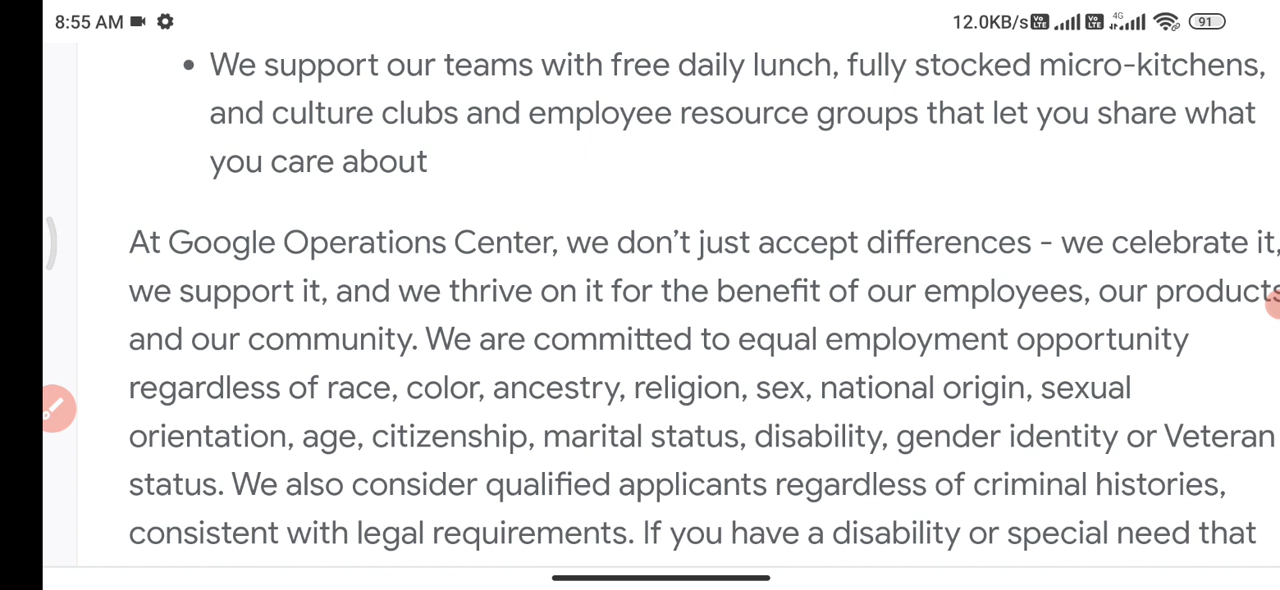 8:55 AM 12.0KB/s Vo LTE Vo LTE 4G 91
• We support our teams with free daily lunch, fully stocked micro-kitchens,
and culture clubs and employee resource groups that let you share what
you care about
At Google Operations Center, we don’t just accept differences - we celebrate it,
we support it, and we thrive on it for the benefit of our employees, our products
and our community. We are committed to equal employment opportunity
regardless of race, color, ancestry, religion, sex, national origin, sexual
orientation, age, citizenship, marital status, disability, gender identity or Veteran
status. We also consider qualified applicants regardless of criminal histories,
consistent with legal requirements. If you have a disability or special need that